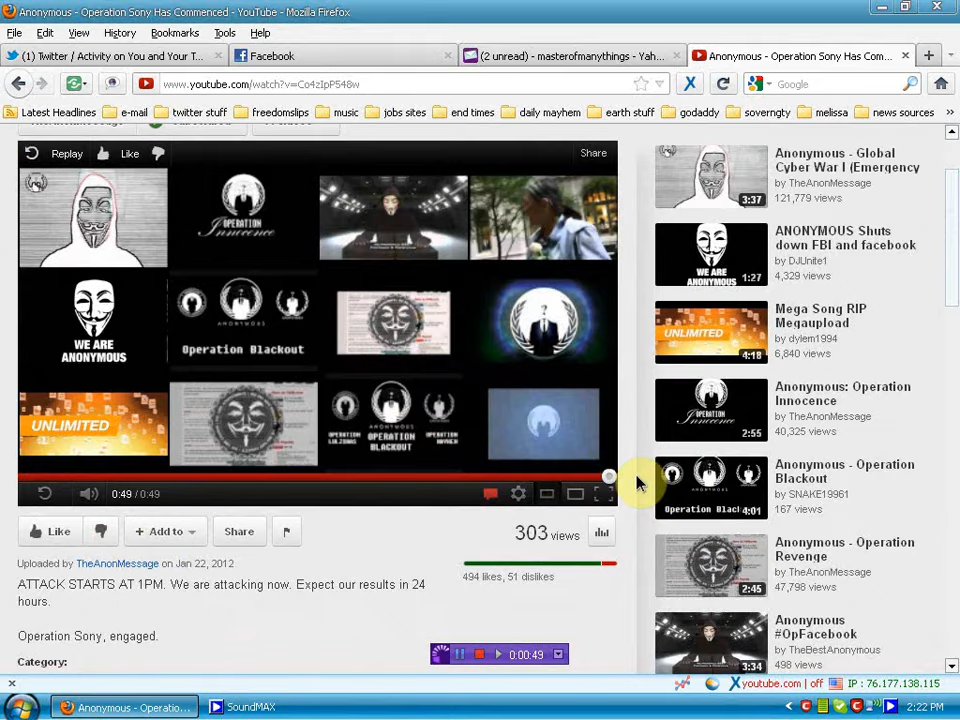 Anonymous - Operation Sony Has Commenced - YouTube - Mozilla Firefox
File Edit View History Bookmarks Tools Help
(1) Twitter / Activity on You and Your T...
Facebook
(2 unread) - masterofmanythings - Yah...
Anonymous - Operation Sony Has Com...
www.youtube.com/watch?v=Co4zIpP548w
Google
Latest Headlines e-mail twitter stuff freedomslips music jobs sites end times daily mayhem earth stuff godaddy soverngty melissa news sources
Replay Like Share
OPERATION
Innocence
WE ARE
ANONYMOUS
ANONYMOUS
Operation Blackout
UNLIMITED
OPERATION
BLACKOUT
0:49 / 0:49
Like Add to Share
303 views
Uploaded by TheAnonMessage on Jan 22, 2012
494 likes, 51 dislikes
ATTACK STARTS AT 1PM. We are attacking now. Expect our results in 24
hours.
Operation Sony, engaged.
Category:
0:00:49
Anonymous - Global
Cyber War I (Emergency
by TheAnonMessage
121,779 views
3:37
ANONYMOUS Shuts
down FBI and facebook
by DJUnite1
4,329 views
WE ARE
ANONYMOUS
1:27
Mega Song RIP
Megaupload
by dylem1994
6,840 views
UNLIMITED
4:18
Anonymous: Operation
Innocence
by TheAnonMessage
40,325 views
OPERATION
Innocence
2:55
Anonymous - Operation
Blackout
by SNAKE19961
167 views
4:01
Anonymous - Operation
Revenge
by TheAnonMessage
47,798 views
2:45
Anonymous
#OpFacebook
by TheBestAnonymous
498 views
3:34
youtube.com | off IP : 76.177.138.115
Anonymous - Operatio...
SoundMAX
2:22 PM